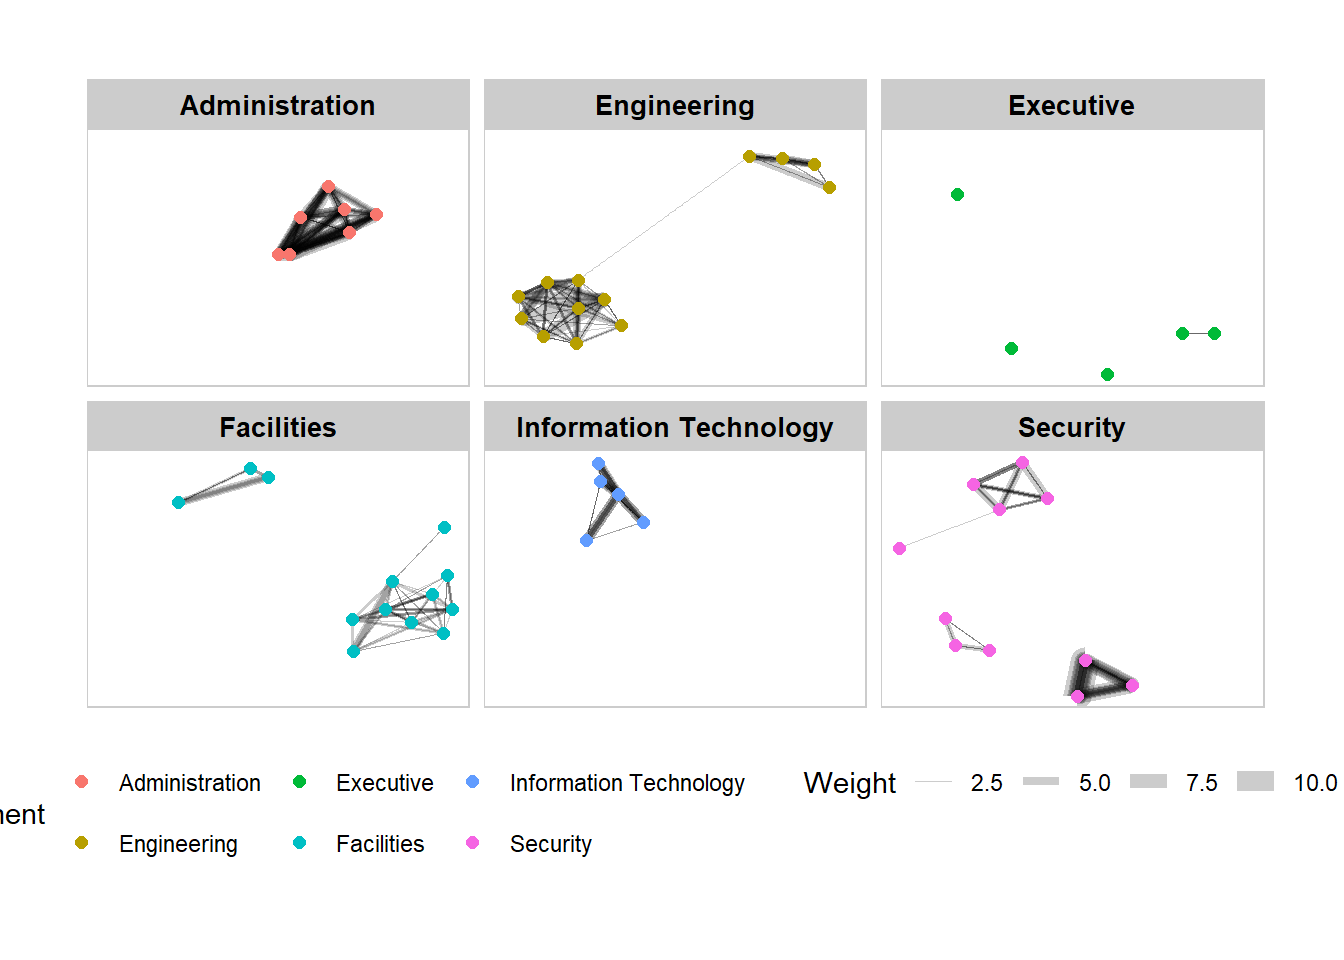 Administration
Engineering
Executive
Facilities
Information Technology
Security
Administration
Executive
Information Technology
Weight
2.5
5.0
7.5
10.0
Engineering
Facilities
Security